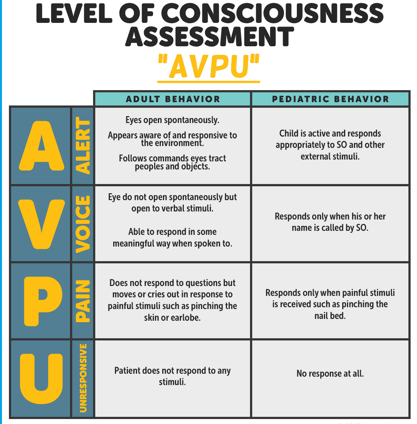 LEVEL OF CONSCIOUSNESS
ASSESSMENT
"AVPU"
ADULT BEHAVIOR
PEDIATRIC BEHAVIOR
A
ALERT
Eyes open spontaneously.
Appears aware of and responsive to
the environment.
Follows commands eyes tract
peoples and objects.
Child is active and responds
appropriately to SO and other
external stimuli.
V
VOICE
Eye do not open spontaneously but
open to verbal stimuli.
Able to respond in some
meaningful way when spoken to.
Responds only when his or her
name is called by SO.
P
PAIN
Does not respond to questions but
moves or cries out in response to
painful stimuli such as pinching the
skin or earlobe.
Responds only when painful stimuli
is received such as pinching the
nail bed.
U
UNRESPONSIVE
Patient does not respond to any
stimuli.
No response at all.